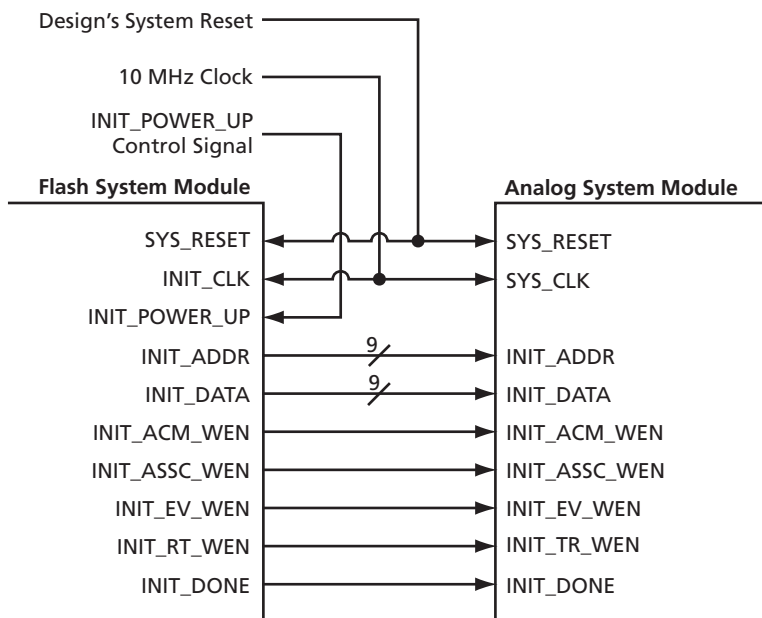 Design's System Reset
10 MHz Clock
INIT_POWER_UP
Control Signal
Flash System Module
Analog System Module
SYS_RESET
SYS_RESET
INIT_CLK
SYS_CLK
INIT_POWER_UP
INIT_ADDR
9
INIT_ADDR
INIT_DATA
9
INIT_DATA
INIT_ACM_WEN
INIT_ACM_WEN
INIT_ASSC_WEN
INIT_ASSC_WEN
INIT_EV_WEN
INIT_EV_WEN
INIT_RT_WEN
INIT_TR_WEN
INIT_DONE
INIT_DONE